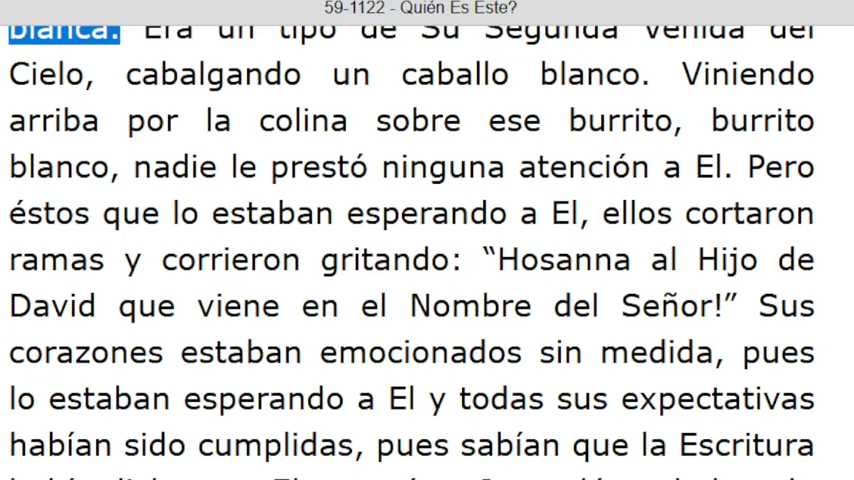 59-1122 - Quién Es Este?
blanca. Era un tipo de Su Segunda Venida del
Cielo, cabalgando un caballo blanco. Viniendo
arriba por la colina sobre ese burrito, burrito
blanco, nadie le prestó ninguna atención a El. Pero
éstos que lo estaban esperando a El, ellos cortaron
ramas y corrieron gritando: “Hosanna al Hijo de
David que viene en el Nombre del Señor!” Sus
corazones estaban emocionados sin medida, pues
lo estaban esperando a El y todas sus expectativas
habían sido cumplidas, pues sabían que la Escritura